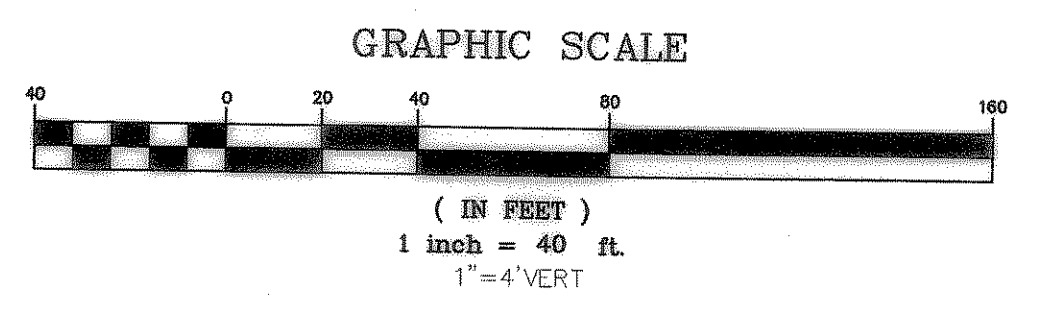 GRAPHIC SCALE
40 0 20 40 80 160
( IN FEET )
1 inch = 40 ft.
1"=4'VERT